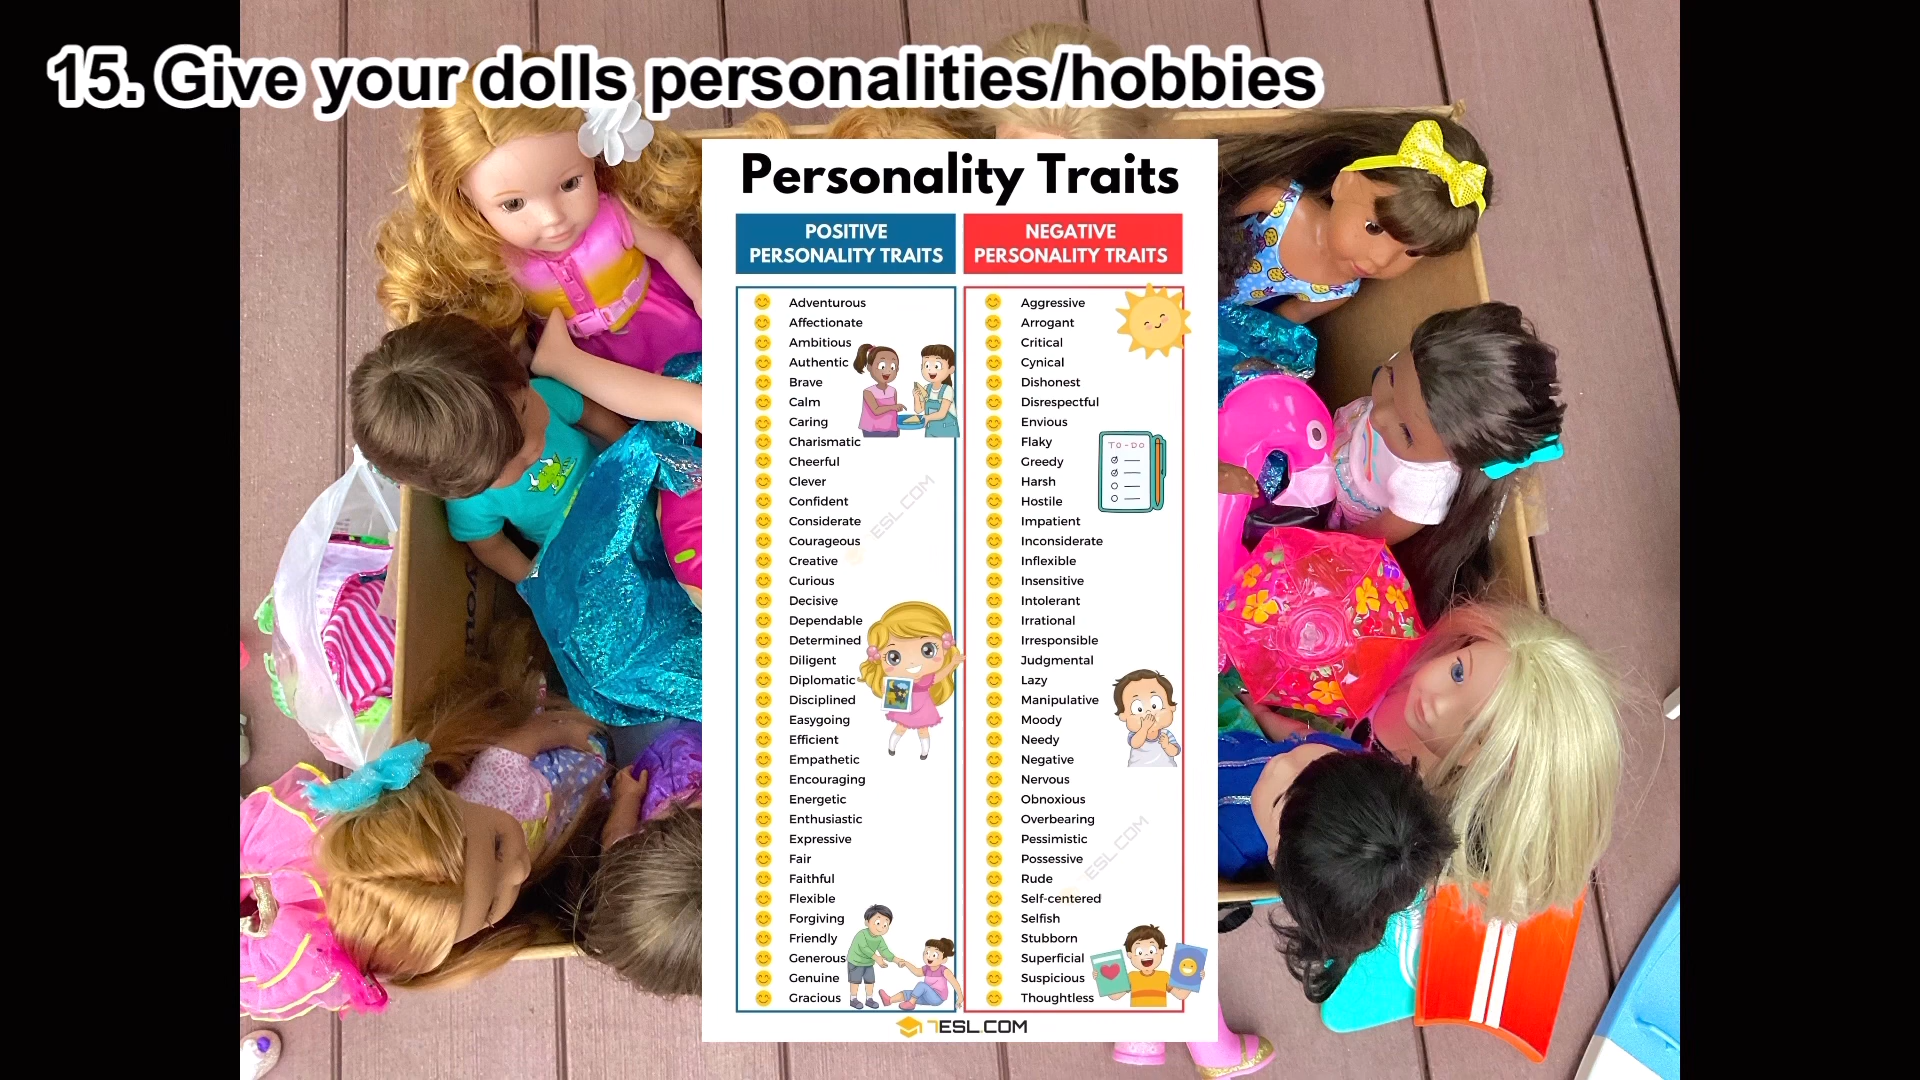 15. Give your dolls personalities/hobbies
Personality Traits
POSITIVE
PERSONALITY TRAITS
Adventurous
Affectionate
Ambitious
Authentic
Brave
Calm
Caring
Charismatic
Cheerful
Clever
Confident
Considerate
Courageous
Creative
Curious
Decisive
Dependable
Determined
Diligent
Diplomatic
Disciplined
Easygoing
Efficient
Empathetic
Encouraging
Energetic
Enthusiastic
Expressive
Fair
Faithful
Flexible
Forgiving
Friendly
Generous
Genuine
Gracious
NEGATIVE
PERSONALITY TRAITS
Aggressive
Arrogant
Critical
Cynical
Dishonest
Disrespectful
Envious
Flaky
Greedy
Harsh
Hostile
Impatient
Inconsiderate
Inflexible
Insensitive
Intolerant
Irrational
Irresponsible
Judgmental
Lazy
Manipulative
Moody
Needy
Negative
Nervous
Obnoxious
Overbearing
Pessimistic
Possessive
Rude
Self-centered
Selfish
Stubborn
Superficial
Suspicious
Thoughtless
TO-DO
ESL.COM
ESL.COM
7ESL.COM